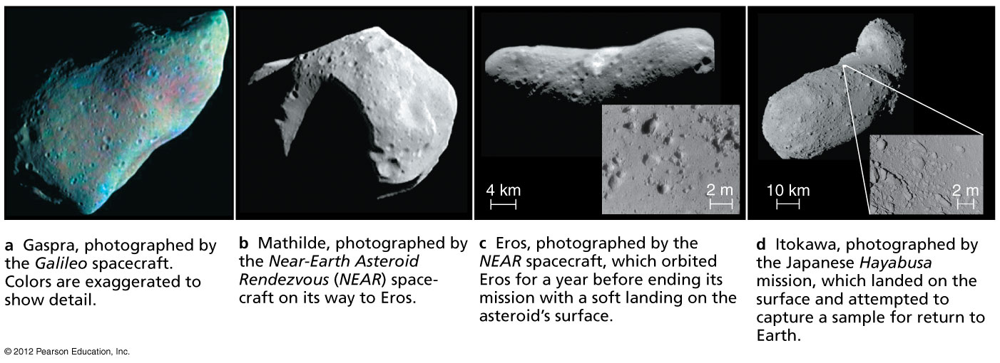 4 km
2 m
10 km
2 m
a Gaspra, photographed by
the Galileo spacecraft.
Colors are exaggerated to
show detail.
b Mathilde, photographed by
the Near-Earth Asteroid
Rendezvous (NEAR) space-
craft on its way to Eros.
c Eros, photographed by the
NEAR spacecraft, which orbited
Eros for a year before ending its
mission with a soft landing on the
asteroid's surface.
d Itokawa, photographed by
the Japanese Hayabusa
mission, which landed on the
surface and attempted to
capture a sample for return to
Earth.
© 2012 Pearson Education, Inc.